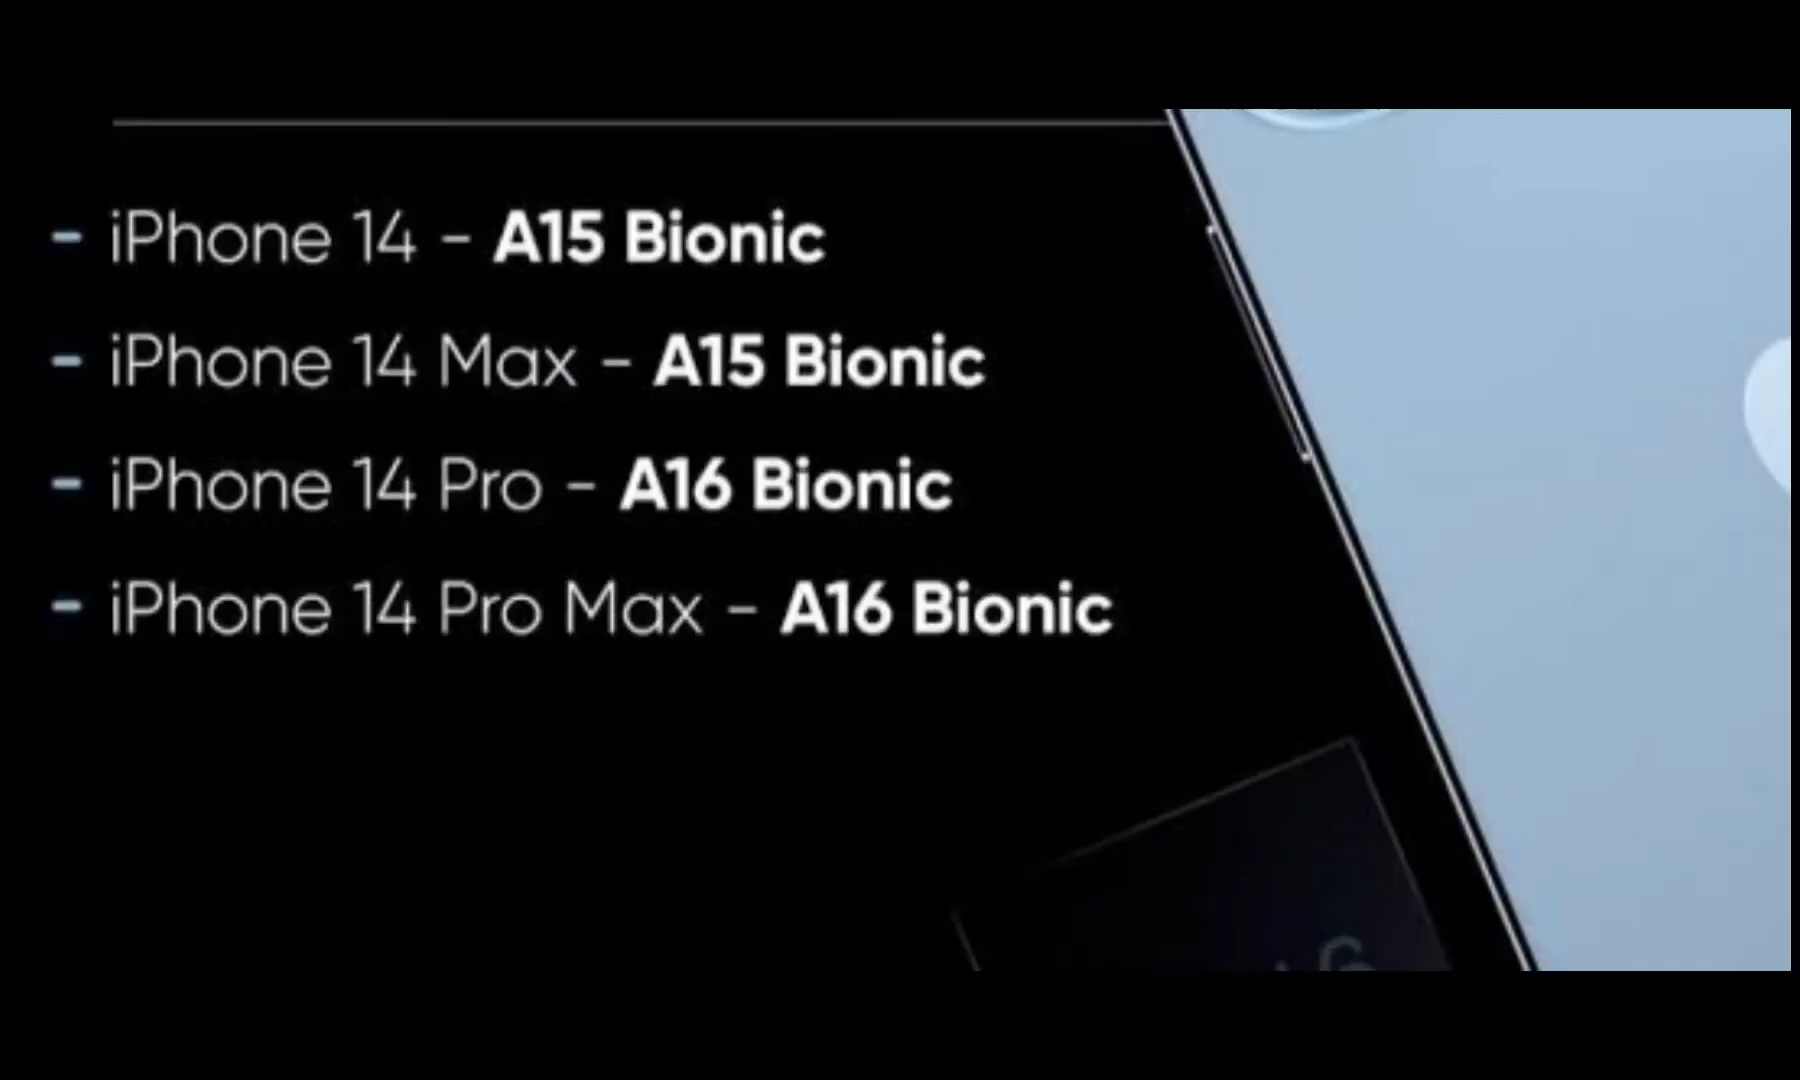 - iPhone 14 - A15 Bionic
- iPhone 14 Max - A15 Bionic
- iPhone 14 Pro - A16 Bionic
- iPhone 14 Pro Max - A16 Bionic